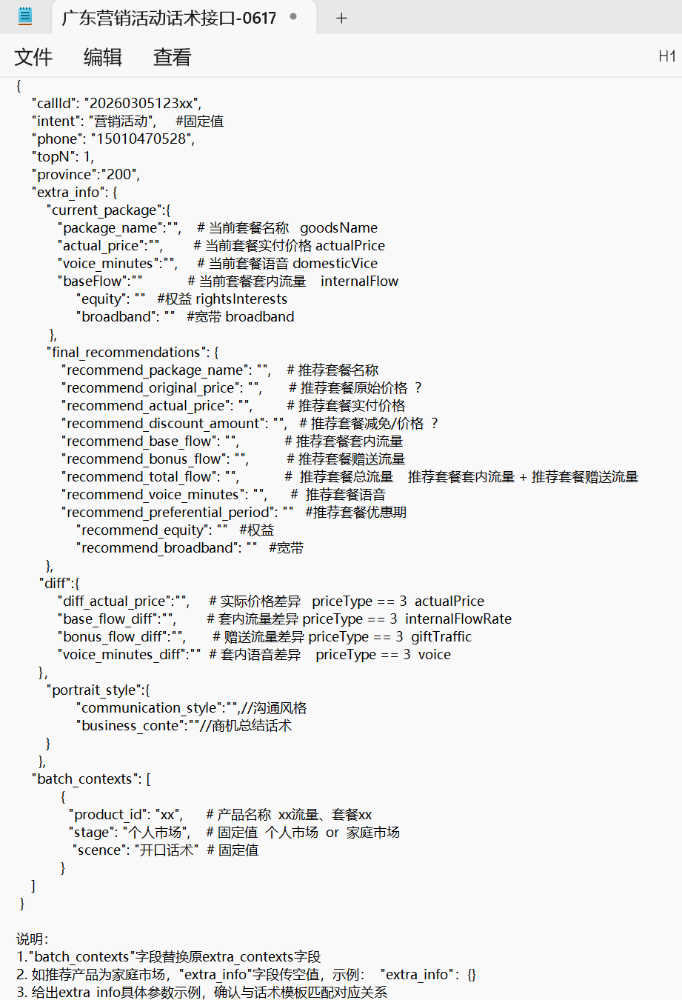 广东营销活动话术接口-0617
文件 编辑 查看 H1
{
"callId": "20260305123xx",
"intent": "营销活动", #固定值
"phone": "15010470528",
"topN": 1,
"province":"200",
"extra_info": {
"current_package":{
"package_name":"", # 当前套餐名称 goodsName
"actual_price":"", # 当前套餐实付价格 actualPrice
"voice_minutes":"", # 当前套餐语音 domesticVice
"baseFlow":"" # 当前套餐套内流量 internalFlow
"equity": "" #权益 rightsInterests
"broadband": "" #宽带 broadband
},
"final_recommendations": {
"recommend_package_name": "", # 推荐套餐名称
"recommend_original_price": "", # 推荐套餐原始价格 ？
"recommend_actual_price": "", # 推荐套餐实付价格
"recommend_discount_amount": "", # 推荐套餐减免/价格 ？
"recommend_base_flow": "", # 推荐套餐套内流量
"recommend_bonus_flow": "", # 推荐套餐赠送流量
"recommend_total_flow": "", # 推荐套餐总流量 推荐套餐套内流量 + 推荐套餐赠送流量
"recommend_voice_minutes": "", # 推荐套餐语音
"recommend_preferential_period": "" #推荐套餐优惠期
"recommend_equity": "" #权益
"recommend_broadband": "" #宽带
},
"diff":{
"diff_actual_price":"", # 实际价格差异 priceType == 3 actualPrice
"base_flow_diff":"", # 套内流量差异 priceType == 3 internalFlowRate
"bonus_flow_diff":"", # 赠送流量差异 priceType == 3 giftTraffic
"voice_minutes_diff":"" # 套内语音差异 priceType == 3 voice
},
"portrait_style":{
"communication_style":"",//沟通风格
"business_conte":""//商机总结话术
}
},
"batch_contexts": [
{
"product_id": "xx", # 产品名称 xx流量、套餐xx
"stage": "个人市场", # 固定值 个人市场 or 家庭市场
"scence": "开口话术" # 固定值
}
]
}
说明：
1."batch_contexts"字段替换原extra_contexts字段
2. 如推荐产品为家庭市场，"extra_info"字段传空值，示例： "extra_info"：{}
3. 给出extra_info具体参数示例，确认与话术模板匹配对应关系